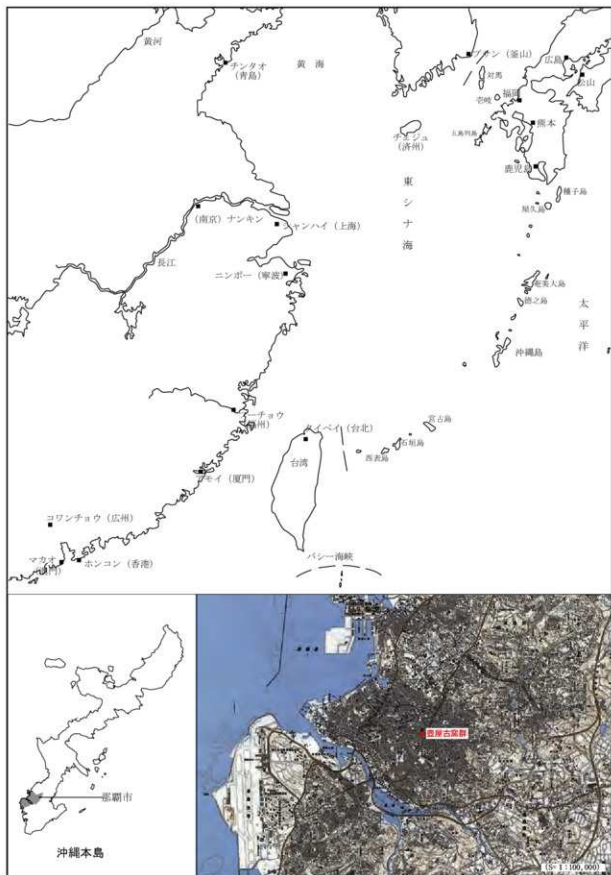 黄河
チンタオ
(青島)
黄海
プサン(釜山)
対馬
広島
松山
福岡
壱岐
熊本
五島列島
チェジュ
(済州)
鹿児島
種子島
屋久島
東シナ海
(南京)ナンキン
シャンハイ(上海)
長江
ニンポー(寧波)
奄美大島
徳之島
太平洋
沖縄島
宮古島
タイペイ(台北)
石垣島
西表島
台湾
アモイ(厦門)
コワンチョウ(広州)
マカオ
ホンコン(香港)
バシー海峡
那覇市
沖縄本島
壺屋古窯群
(S=1:100,000)